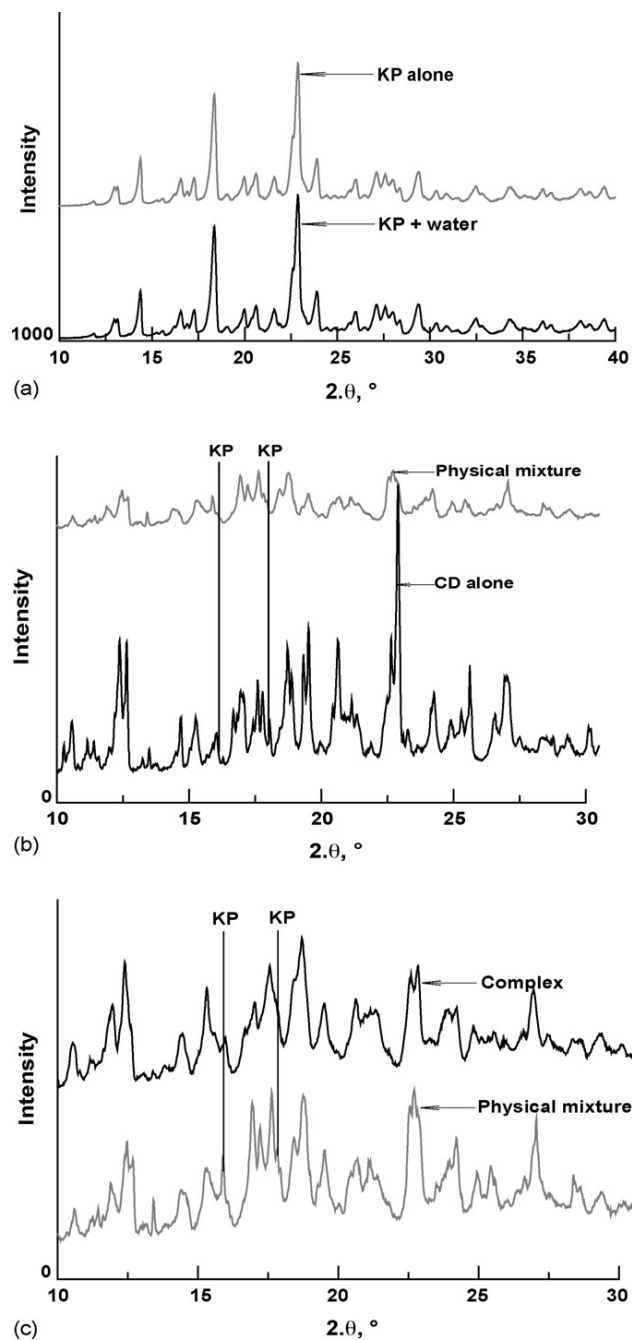 KP alone
KP + water
Intensity
1000
10 15 20 25 30 35 40
2.θ, °
(a)
KP KP
Physical mixture
CD alone
Intensity
0
10 15 20 25 30
2.θ, °
(b)
KP KP
Complex
Physical mixture
Intensity
0
10 15 20 25 30
2.θ, °
(c)